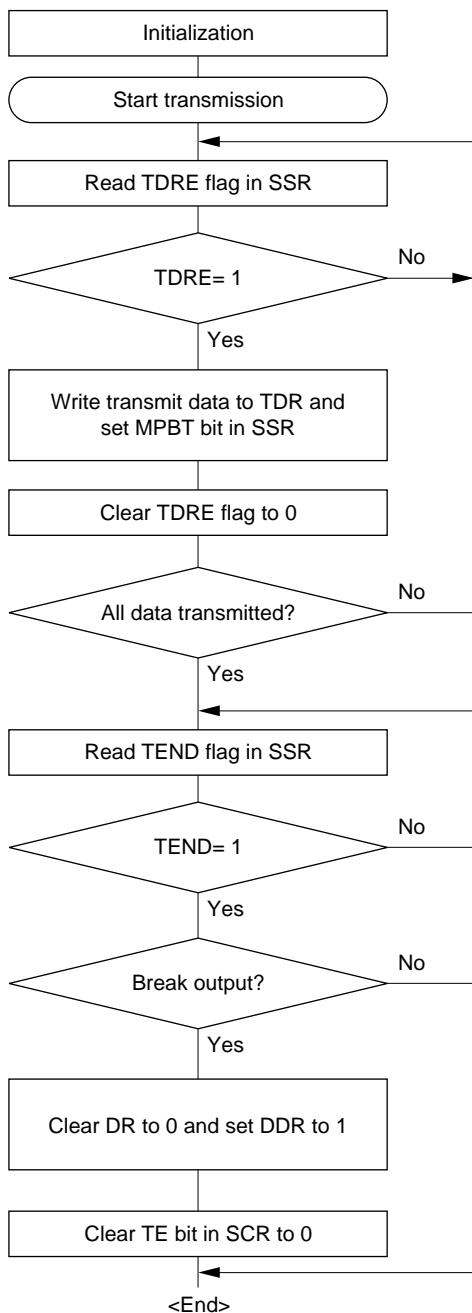 Initialization
Start transmission
Read TDRE flag in SSR
TDRE= 1
No
Yes
Write transmit data to TDR and
set MPBT bit in SSR
Clear TDRE flag to 0
All data transmitted?
No
Yes
Read TEND flag in SSR
TEND= 1
No
Yes
Break output?
No
Yes
Clear DR to 0 and set DDR to 1
Clear TE bit in SCR to 0
<End>